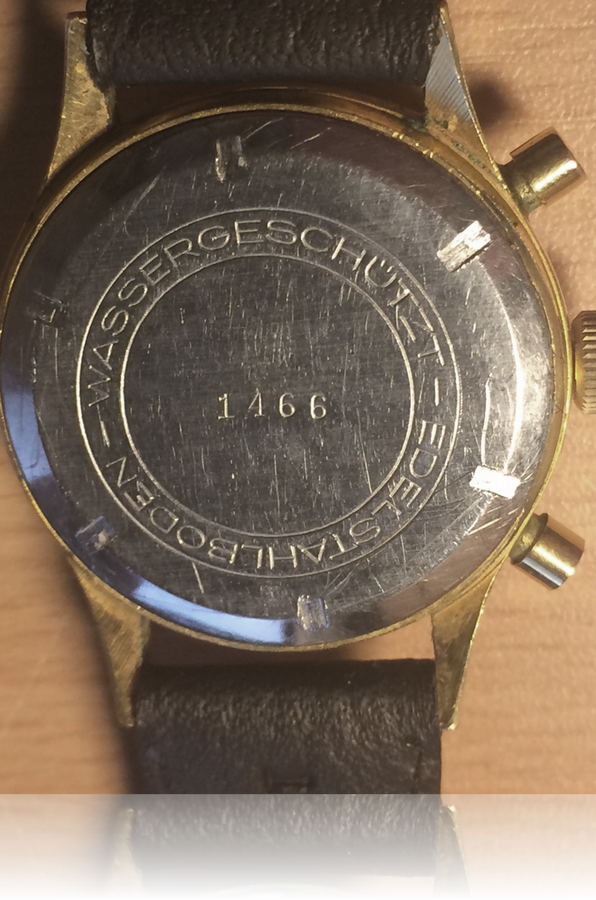 WASSERGESCHÜTZT – EDELSTAHLBODEN –
1466